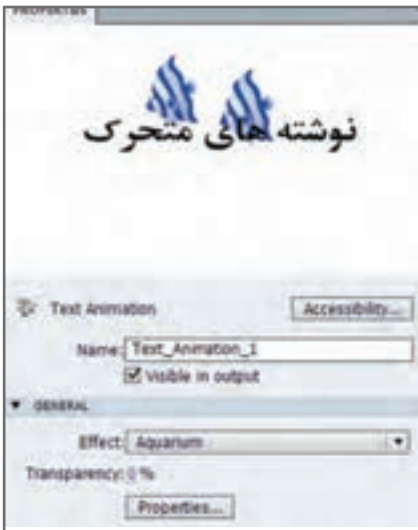 PROPERTIES
نوشته های متحرک
Text Animation
Accessibility...
Name: Text_Animation_1
Visible in output
GENERAL
Effect: Aquarium
Transparency: 0 %
Properties...